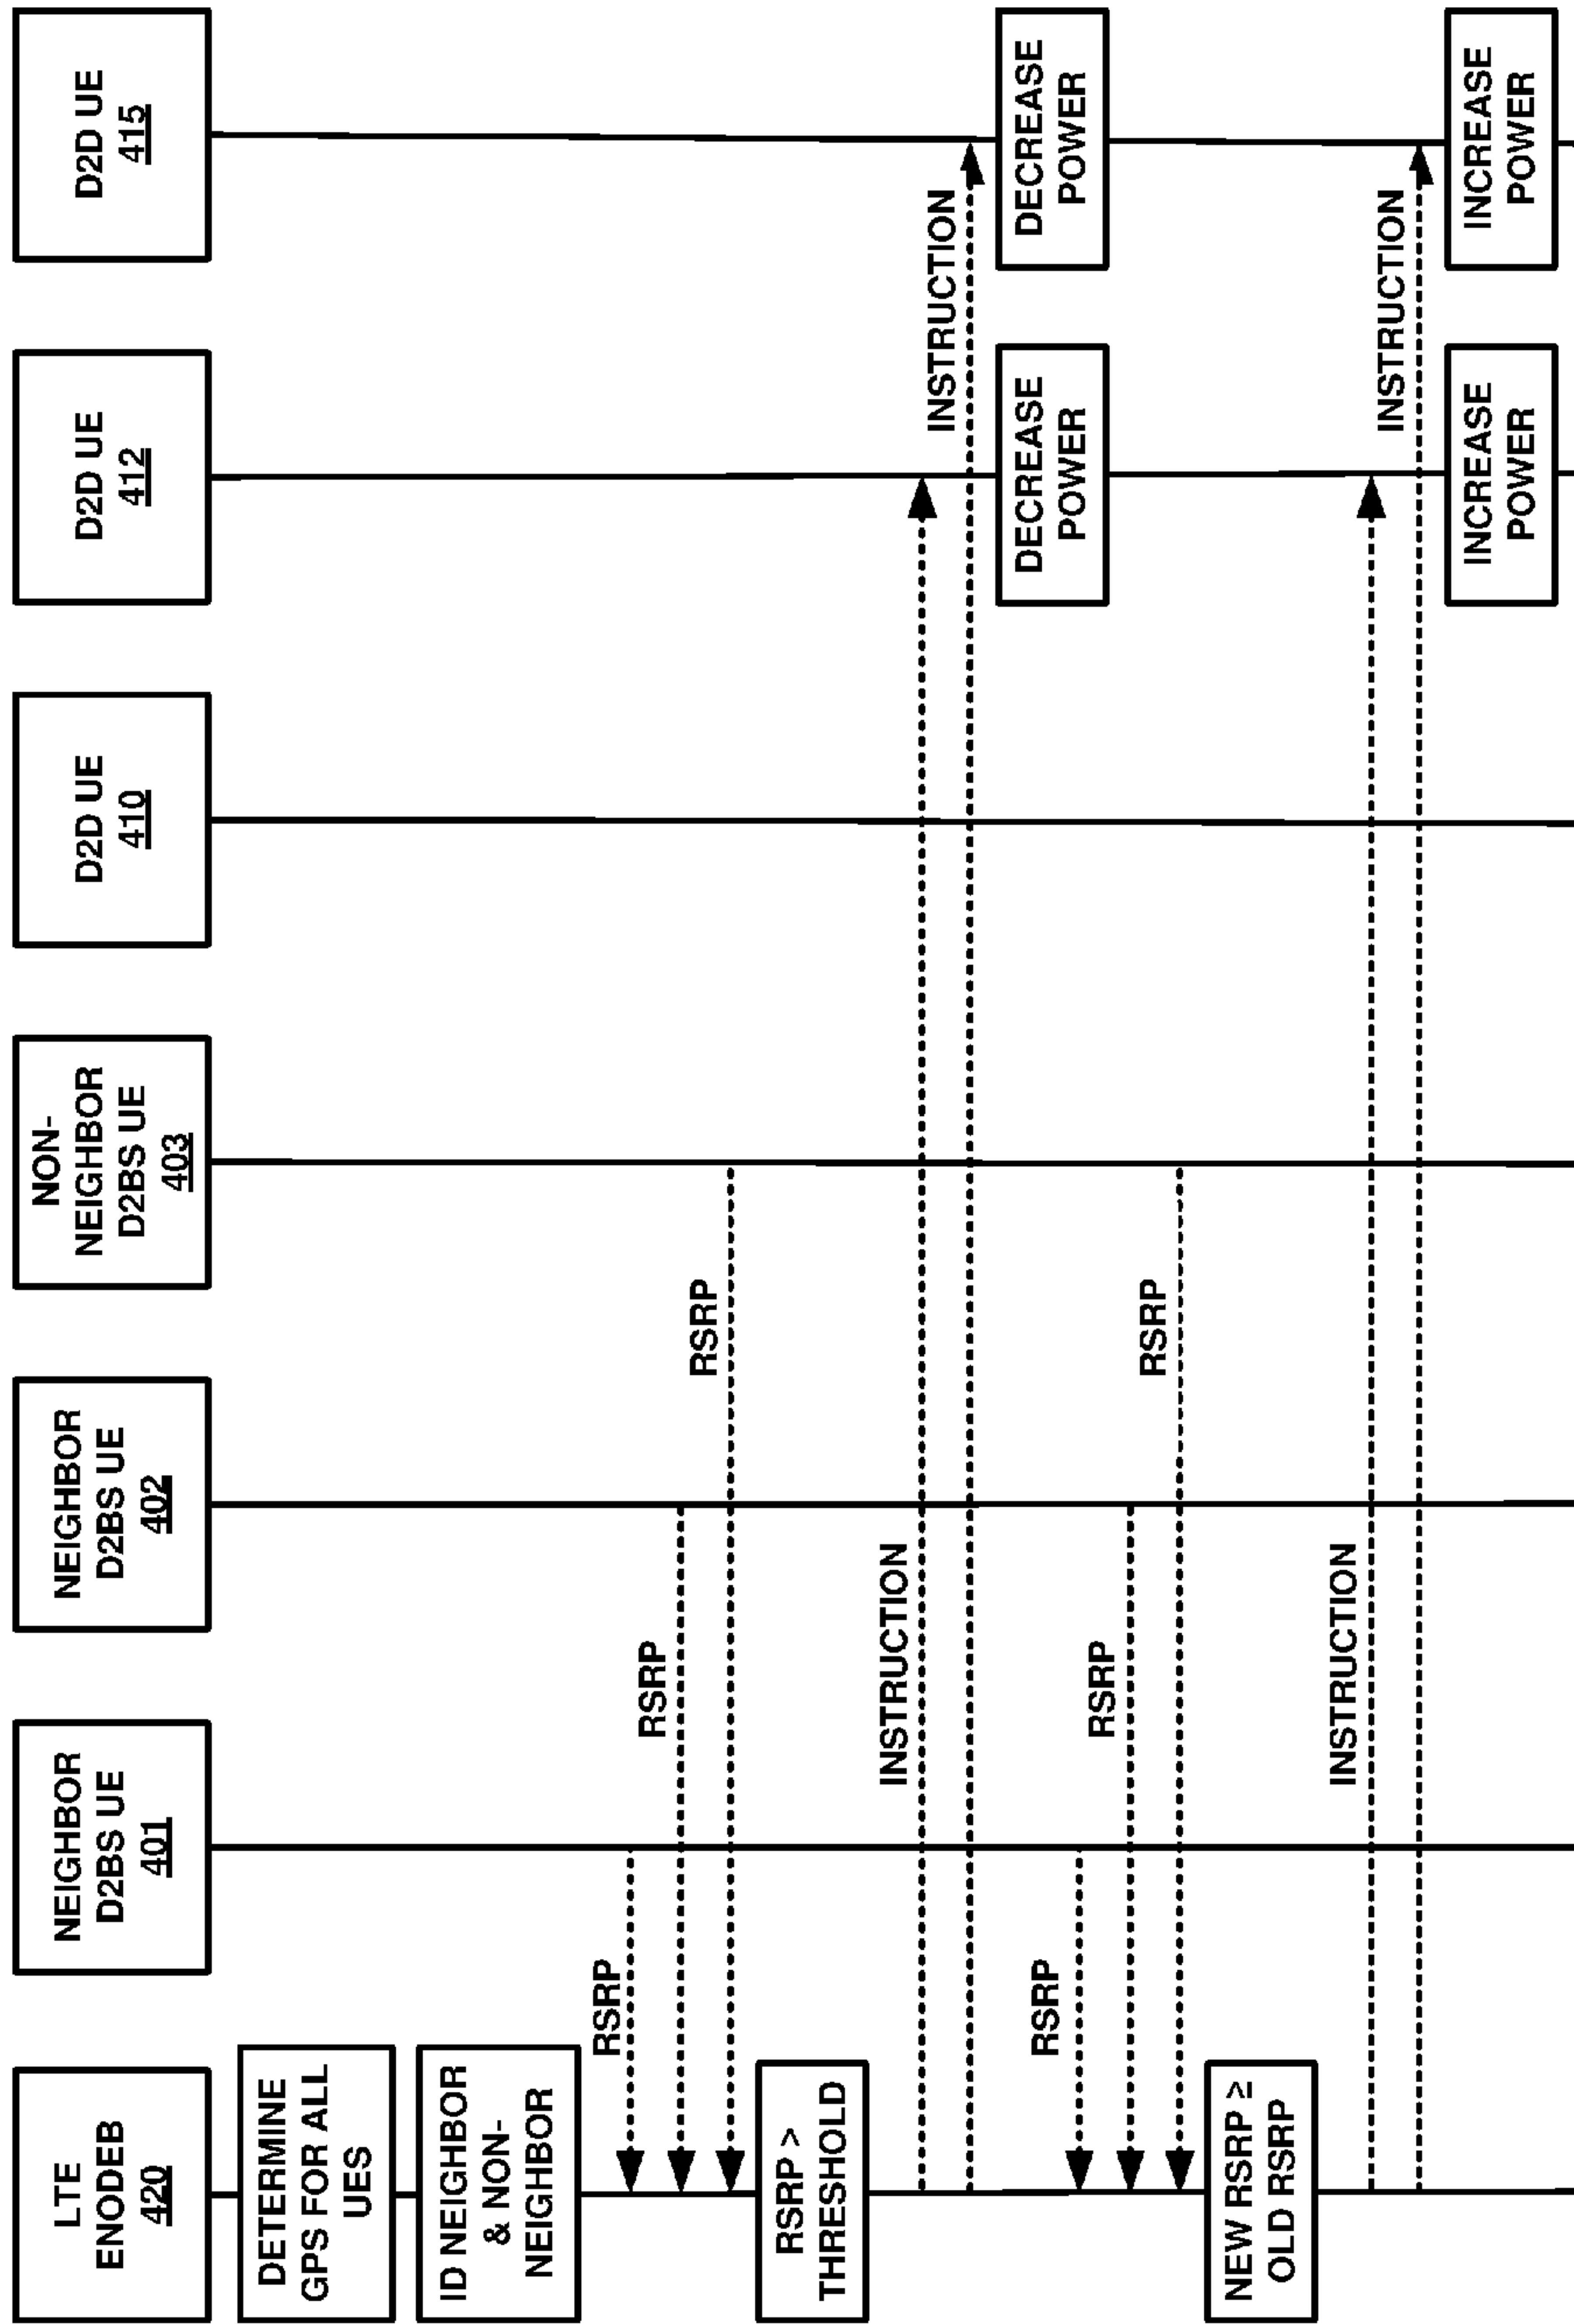 LTE
ENODEB
420
NEIGHBOR
D2BS UE
401
NEIGHBOR
D2BS UE
402
NON-
NEIGHBOR
D2BS UE
403
D2D UE
410
D2D UE
412
D2D UE
415
DETERMINE
GPS FOR ALL
UES
ID NEIGHBOR
& NON-
NEIGHBOR
RSRP
RSRP
RSRP
RSRP >
THRESHOLD
INSTRUCTION
INSTRUCTION
DECREASE
POWER
DECREASE
POWER
RSRP
RSRP
RSRP
NEW RSRP ≥
OLD RSRP
INSTRUCTION
INSTRUCTION
INCREASE
POWER
INCREASE
POWER